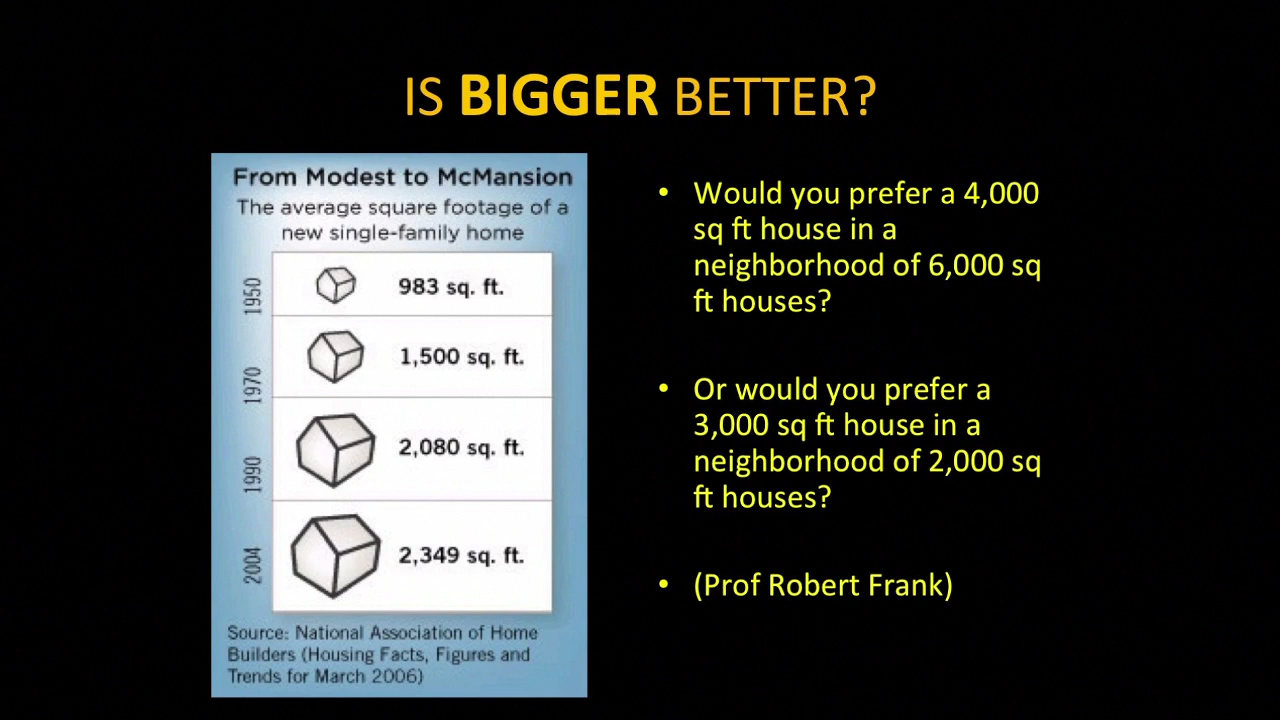 IS BIGGER BETTER?
From Modest to McMansion
The average square footage of a
new single-family home
1950
983 sq. ft.
1970
1,500 sq. ft.
1990
2,080 sq. ft.
2004
2,349 sq. ft.
Source: National Association of Home
Builders (Housing Facts, Figures and
Trends for March 2006)
• Would you prefer a 4,000
sq ft house in a
neighborhood of 6,000 sq
ft houses?
• Or would you prefer a
3,000 sq ft house in a
neighborhood of 2,000 sq
ft houses?
• (Prof Robert Frank)